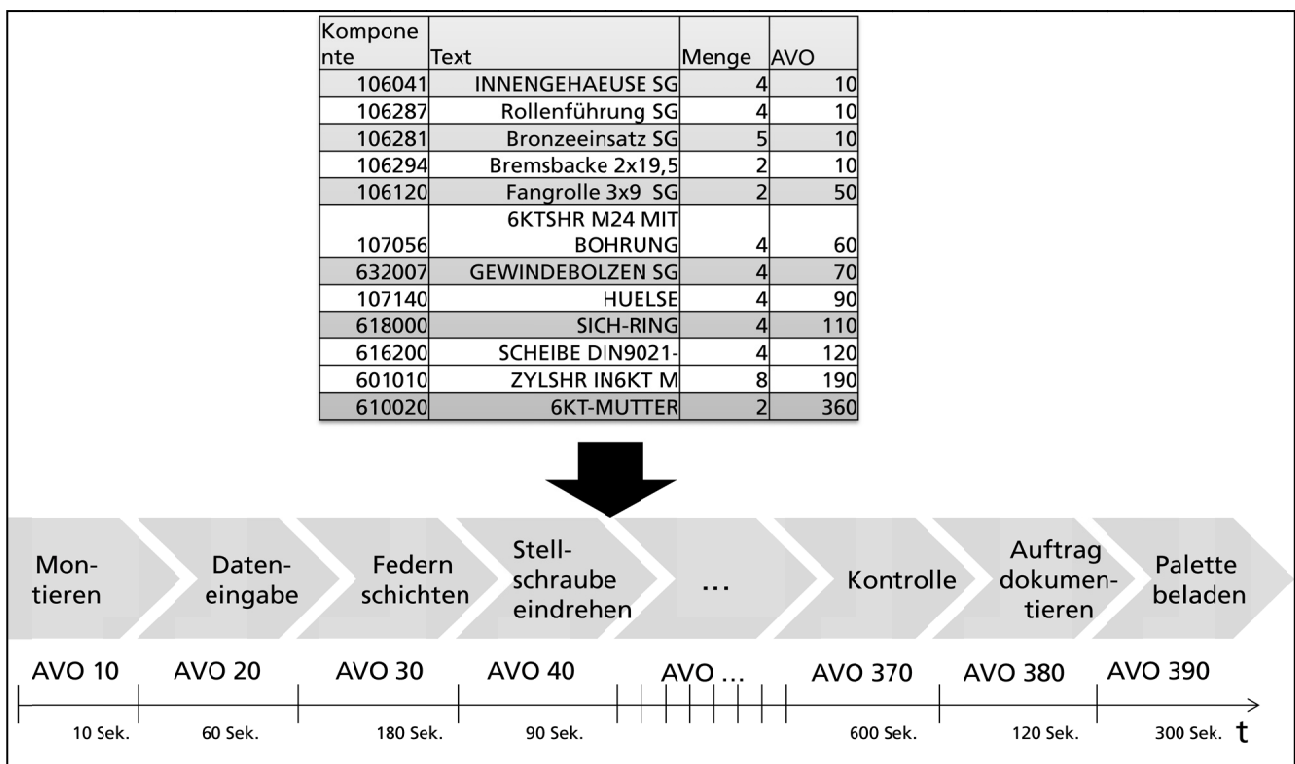 Kompone
nte Text Menge AVO
106041 INNENGEHAEUSE SG 4 10
106287 Rollenführung SG 4 10
106281 Bronzeeinsatz SG 5 10
106294 Bremsbacke 2x19,5 2 10
106120 Fangrolle 3x9 SG 2 50
6KTSHR M24 MIT
107056 BOHRUNG 4 60
632007 GEWINDEBOLZEN SG 4 70
107140 HUELSE 4 90
618000 SICH-RING 4 110
616200 SCHEIBE DIN9021- 4 120
601010 ZYLSHR IN6KT M 8 190
610020 6KT-MUTTER 2 360
Mon-
tieren
Daten-
eingabe
Federn
schichten
Stell-
schraube
eindrehen
...
Kontrolle
Auftrag
dokumen-
tieren
Palette
beladen
AVO 10 AVO 20 AVO 30 AVO 40 AVO ... AVO 370 AVO 380 AVO 390
10 Sek. 60 Sek. 180 Sek. 90 Sek. 600 Sek. 120 Sek. 300 Sek. t